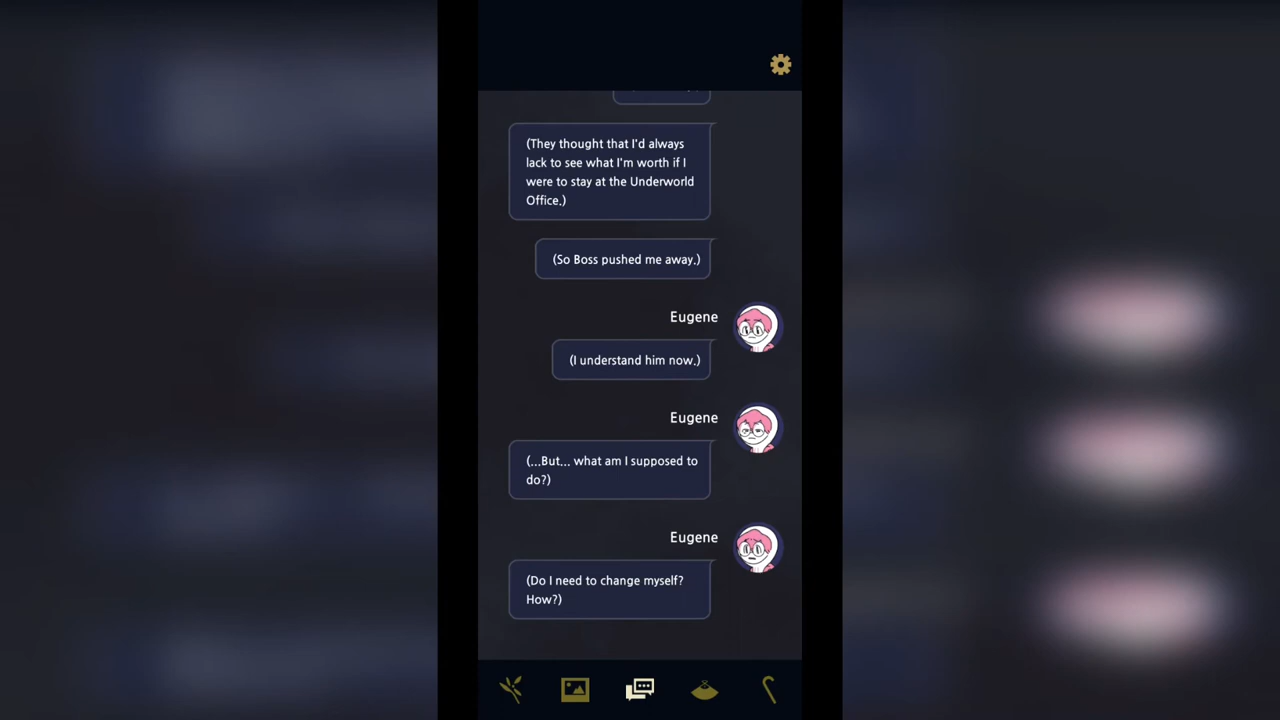 (They thought that I'd always
lack to see what I'm worth if I
were to stay at the Underworld
Office.)
(So Boss pushed me away.)
Eugene
(I understand him now.)
Eugene
(...But... what am I supposed to
do?)
Eugene
(Do I need to change myself?
How?)